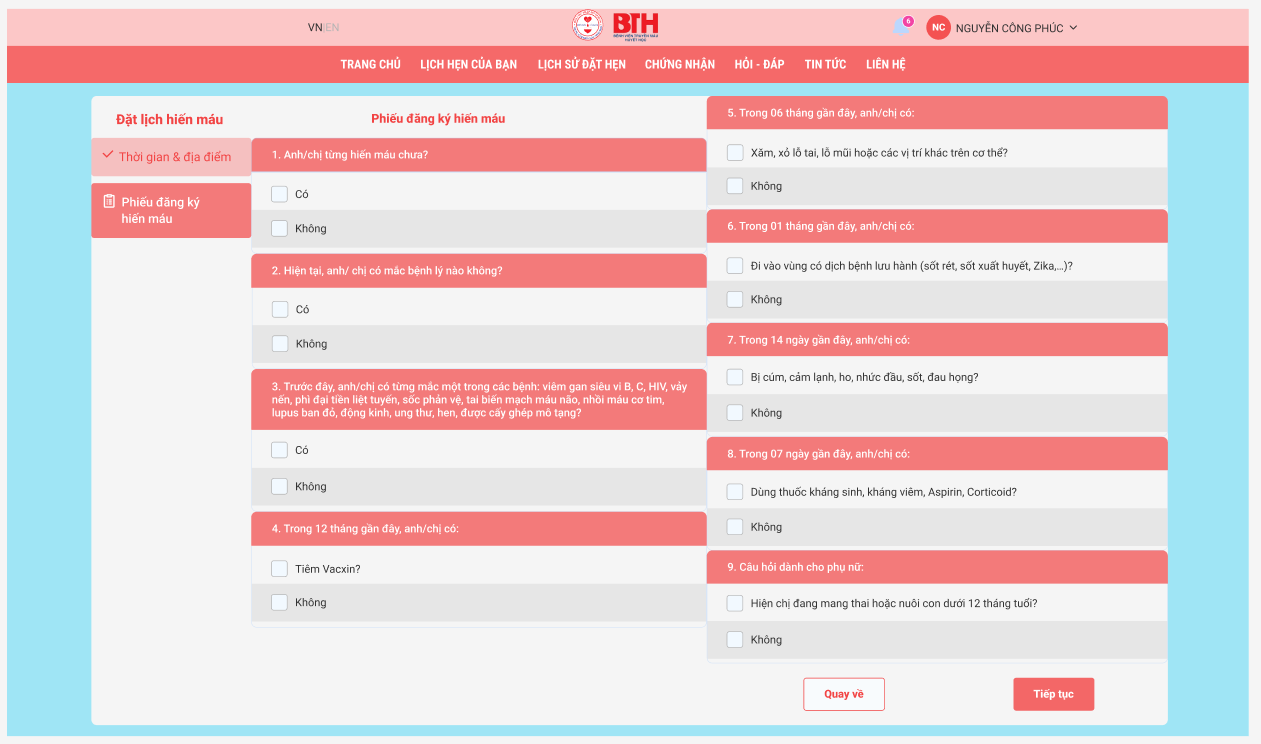 VN|EN
BTH
BỆNH VIỆN TRUYỀN MÁU
HUYẾT HỌC
6
NC
NGUYỄN CÔNG PHÚC
TRANG CHỦ
LỊCH HẸN CỦA BẠN
LỊCH SỬ ĐẶT HẸN
CHỨNG NHẬN
HỎI - ĐÁP
TIN TỨC
LIÊN HỆ
Đặt lịch hiến máu
Thời gian & địa điểm
Phiếu đăng ký
hiến máu
Phiếu đăng ký hiến máu
1. Anh/chị từng hiến máu chưa?
Có
Không
2. Hiện tại, anh/ chị có mắc bệnh lý nào không?
Có
Không
3. Trước đây, anh/chị có từng mắc một trong các bệnh: viêm gan siêu vi B, C, HIV, vảy
nến, phì đại tiền liệt tuyến, sốc phản vệ, tai biến mạch máu não, nhồi máu cơ tim,
lupus ban đỏ, động kinh, ung thư, hen, được cấy ghép mô tạng?
Có
Không
4. Trong 12 tháng gần đây, anh/chị có:
Tiêm Vacxin?
Không
5. Trong 06 tháng gần đây, anh/chị có:
Xăm, xỏ lỗ tai, lỗ mũi hoặc các vị trí khác trên cơ thể?
Không
6. Trong 01 tháng gần đây, anh/chị có:
Đi vào vùng có dịch bệnh lưu hành (sốt rét, sốt xuất huyết, Zika,...)?
Không
7. Trong 14 ngày gần đây, anh/chị có:
Bị cúm, cảm lạnh, ho, nhức đầu, sốt, đau họng?
Không
8. Trong 07 ngày gần đây, anh/chị có:
Dùng thuốc kháng sinh, kháng viêm, Aspirin, Corticoid?
Không
9. Câu hỏi dành cho phụ nữ:
Hiện chị đang mang thai hoặc nuôi con dưới 12 tháng tuổi?
Không
Quay về
Tiếp tục